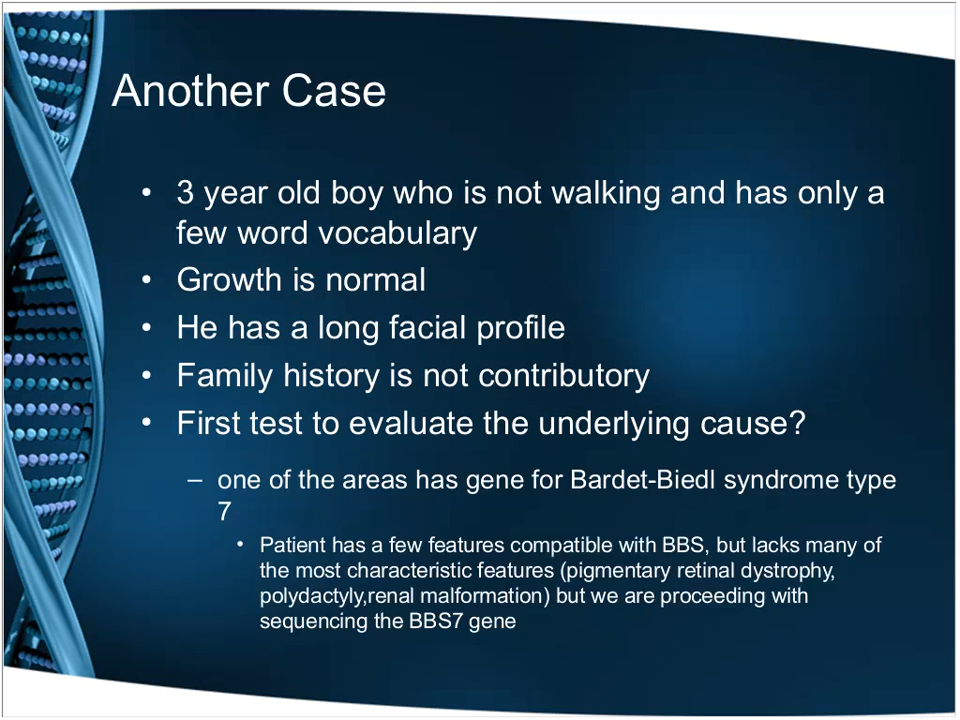 Another Case
• 3 year old boy who is not walking and has only a
few word vocabulary
• Growth is normal
• He has a long facial profile
• Family history is not contributory
• First test to evaluate the underlying cause?
– one of the areas has gene for Bardet-Biedl syndrome type
7
• Patient has a few features compatible with BBS, but lacks many of
the most characteristic features (pigmentary retinal dystrophy,
polydactyly,renal malformation) but we are proceeding with
sequencing the BBS7 gene